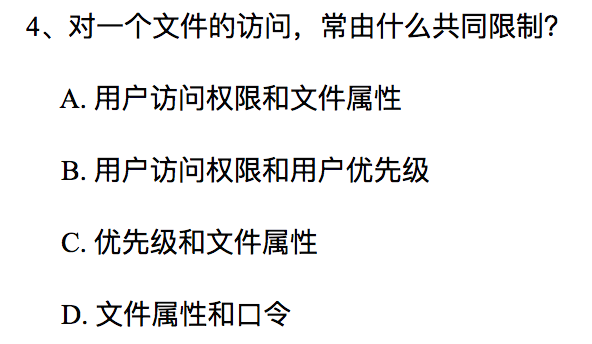 4、对一个文件的访问，常由什么共同限制？
A. 用户访问权限和文件属性
B. 用户访问权限和用户优先级
C. 优先级和文件属性
D. 文件属性和口令